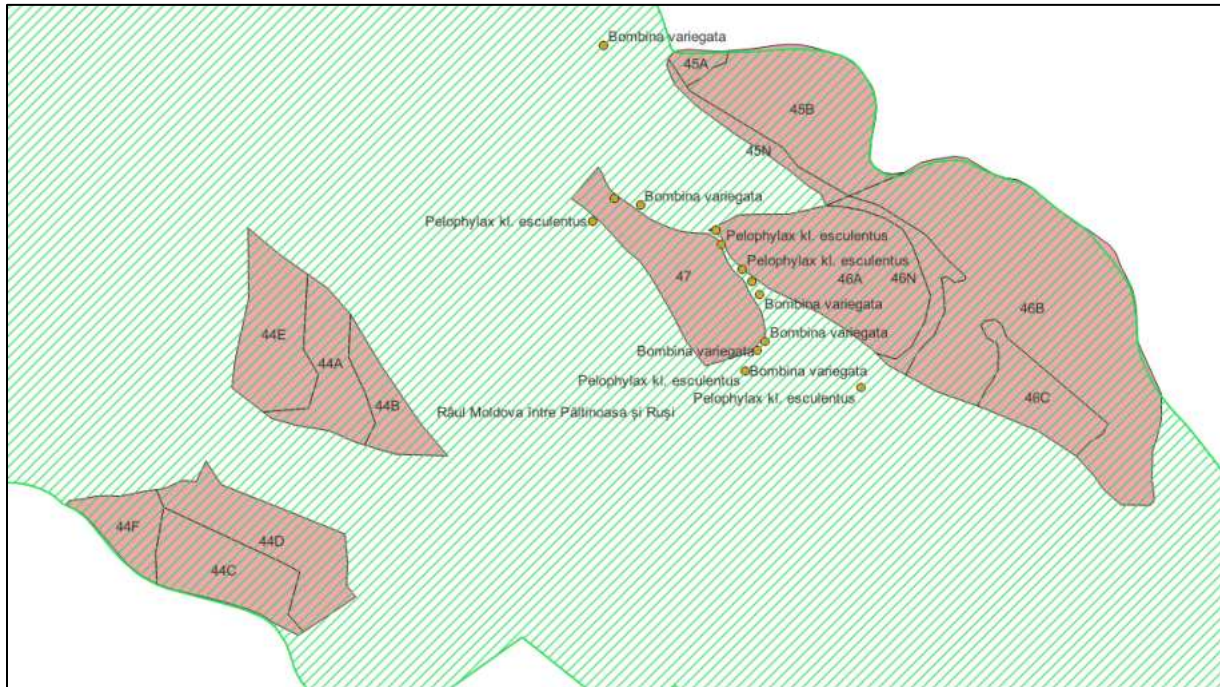 Bombina variegata
45A
45B
45N
Bombina variegata
Pelophylax kl. esculentus
Pelophylax kl. esculentus
Pelophylax kl. esculentus
47
46A
46N
Bombina variegata
46B
44E
44A
Bombina variegata
Bombina variegata
Bombina variegata
Pelophylax kl. esculentus
Pelophylax kl. esculentus
44B
46C
Râul Moldova între Păltinoasa și Ruși
44F
44D
44C